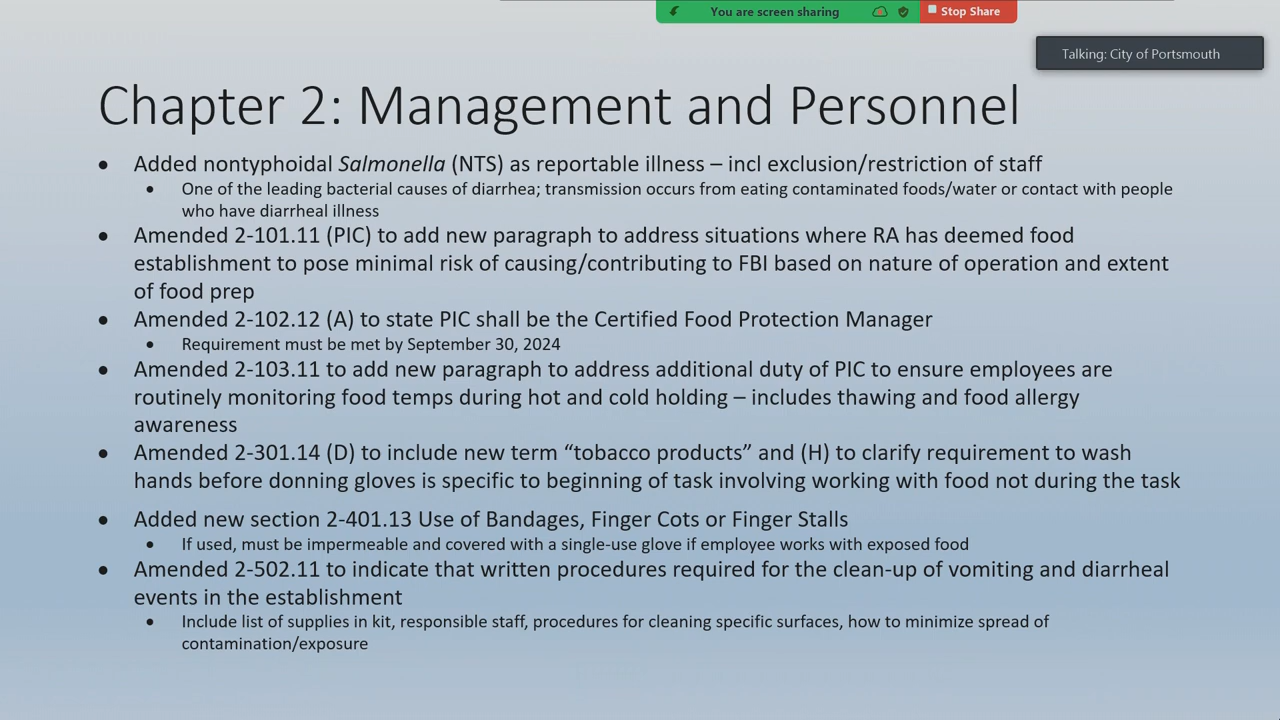 You are screen sharing
Stop Share
Talking: City of Portsmouth
Chapter 2: Management and Personnel
• Added nontyphoidal Salmonella (NTS) as reportable illness – incl exclusion/restriction of staff
• One of the leading bacterial causes of diarrhea; transmission occurs from eating contaminated foods/water or contact with people
who have diarrheal illness
• Amended 2-101.11 (PIC) to add new paragraph to address situations where RA has deemed food
establishment to pose minimal risk of causing/contributing to FBI based on nature of operation and extent
of food prep
• Amended 2-102.12 (A) to state PIC shall be the Certified Food Protection Manager
• Requirement must be met by September 30, 2024
• Amended 2-103.11 to add new paragraph to address additional duty of PIC to ensure employees are
routinely monitoring food temps during hot and cold holding – includes thawing and food allergy
awareness
• Amended 2-301.14 (D) to include new term “tobacco products” and (H) to clarify requirement to wash
hands before donning gloves is specific to beginning of task involving working with food not during the task
• Added new section 2-401.13 Use of Bandages, Finger Cots or Finger Stalls
• If used, must be impermeable and covered with a single-use glove if employee works with exposed food
• Amended 2-502.11 to indicate that written procedures required for the clean-up of vomiting and diarrheal
events in the establishment
• Include list of supplies in kit, responsible staff, procedures for cleaning specific surfaces, how to minimize spread of
contamination/exposure